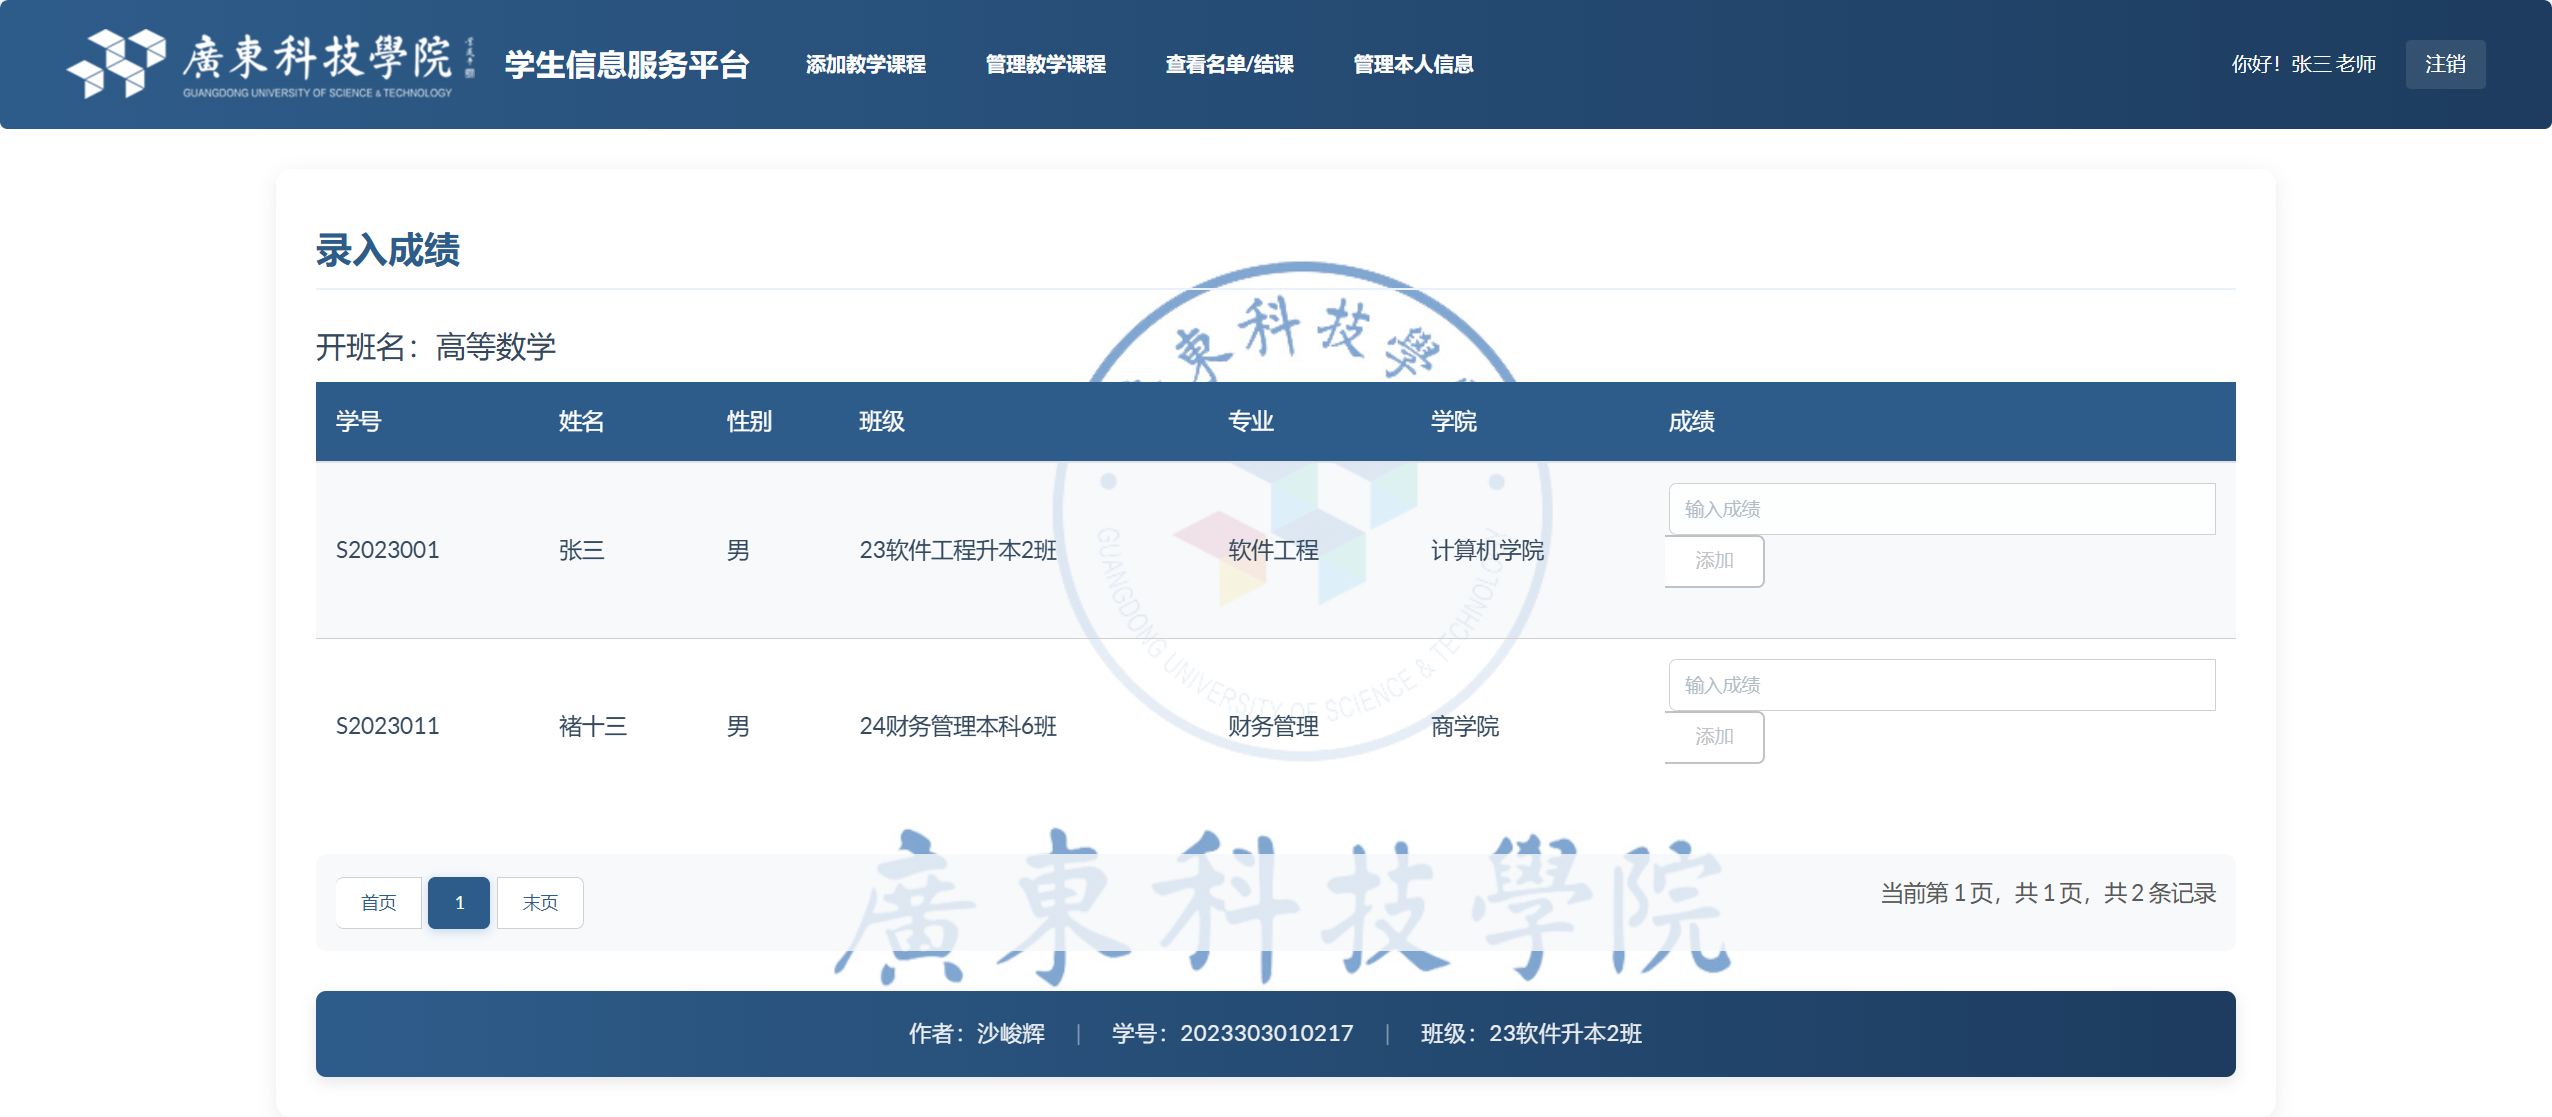 廣東科技學院
GUANGDONG UNIVERSITY OF SCIENCE & TECHNOLOGY
学生信息服务平台 添加教学课程 管理教学课程 查看名单/结课 管理本人信息 你好！张三 老师 注销
录入成绩
開班名：高等数学
学号 姓名 性别 班级 专业 学院 成绩
输入成绩
S2023001 张三 男 23软件工程升本2班 软件工程 计算机学院
添加
输入成绩
S2023011 褚十三 男 24财务管理本科6班 财务管理 商学院
添加
東科技學
GUANGDONG UNIVERSITY OF SCIENCE & TECHNOLOGY
廣東科技學院
首页 1 末页 当前第 1 页，共 1 页，共 2 条记录
作者：沙峻辉 | 学号：2023303010217 | 班级：23软件升本2班